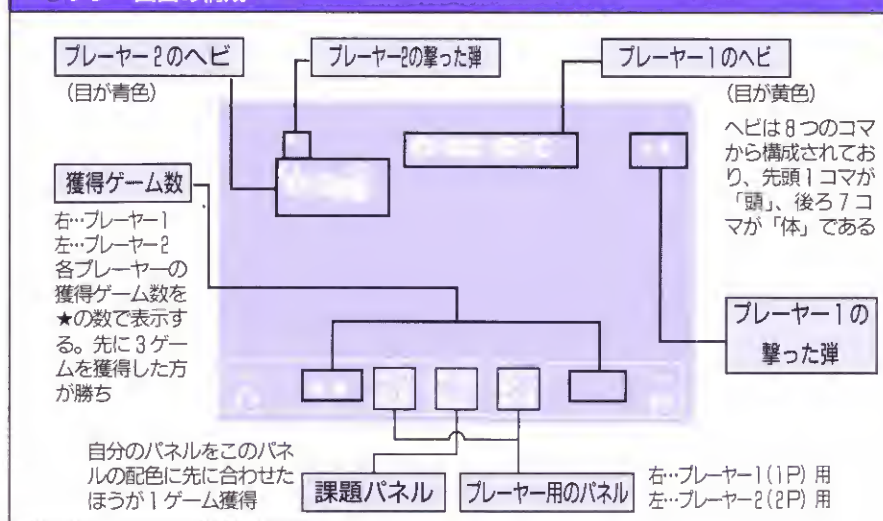 プレーヤー2のヘビ
(目が青色)
プレーヤー2の撃った弾
プレーヤー1のヘビ
(目が黄色)
ヘビは8つのコマ
から構成されてお
り、先頭1コマが
「頭」、後ろ7コ
マが「体」である
獲得ゲーム数
右…プレーヤー1
左…プレーヤー2
各プレーヤーの
獲得ゲーム数を
★の数で表示す
る。先に3ゲー
ムを獲得した方
が勝ち
プレーヤー1の
撃った弾
自分のパネルをこのパネ
ルの配色に先に合わせた
ほうが1ゲーム獲得
課題パネル
プレーヤー用のパネル
右…プレーヤー1(1P) 用
左…プレーヤー2(2P) 用